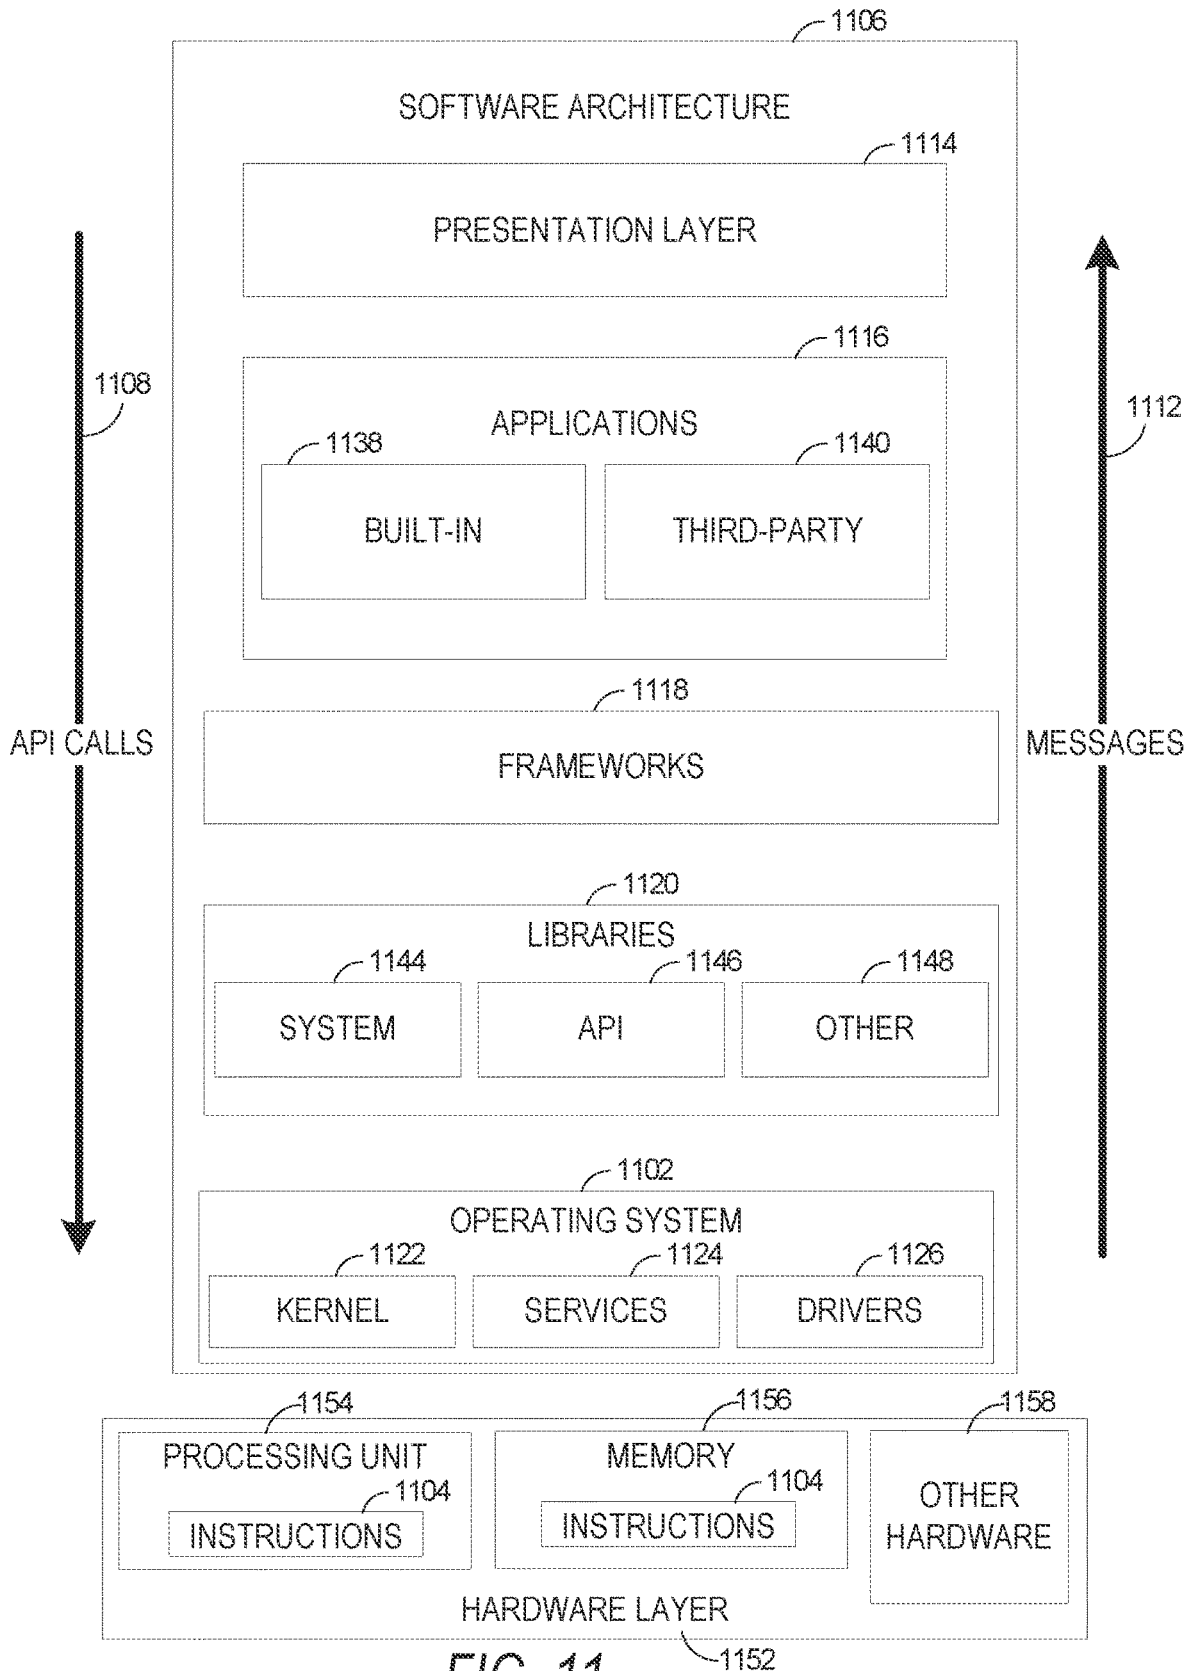 1106
SOFTWARE ARCHITECTURE
1114
PRESENTATION LAYER
1116
1108
1112
APPLICATIONS
1138
1140
BUILT-IN
THIRD-PARTY
1118
API CALLS
MESSAGES
FRAMEWORKS
1120
LIBRARIES
1144
1146
1148
SYSTEM
API
OTHER
1102
OPERATING SYSTEM
1122
1124
1126
KERNEL
SERVICES
DRIVERS
1154
1156
1158
PROCESSING UNIT
MEMORY
1104
1104
OTHER
HARDWARE
INSTRUCTIONS
INSTRUCTIONS
HARDWARE LAYER
1152
FIG. 11